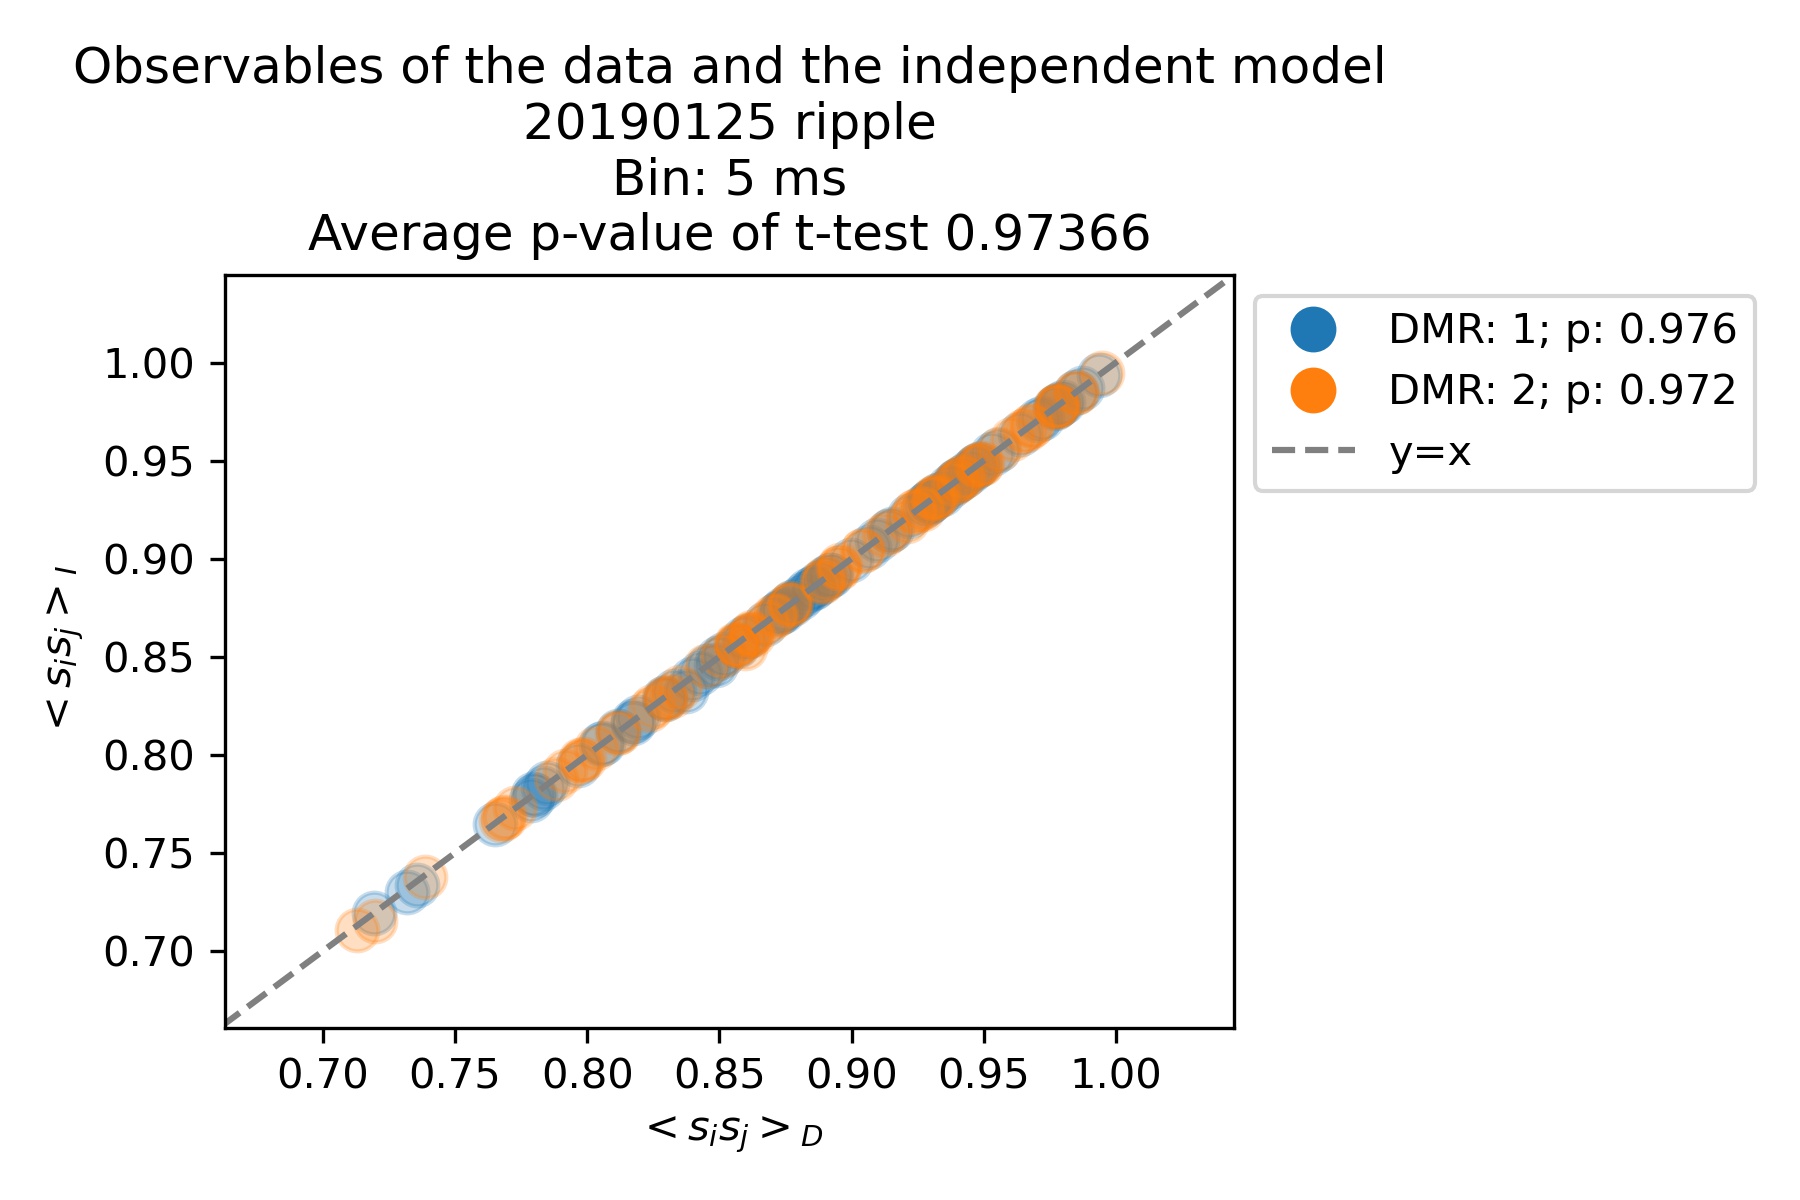 Observables of the data and the independent model
20190125 ripple
Bin: 5 ms
Average p-value of t-test 0.97366
DMR: 1; p: 0.976
DMR: 2; p: 0.972
y=x
1.00
0.95
0.90
0.85
0.80
0.75
0.70
< s_i s_j >_I
0.70 0.75 0.80 0.85 0.90 0.95 1.00
< s_i s_j >_D